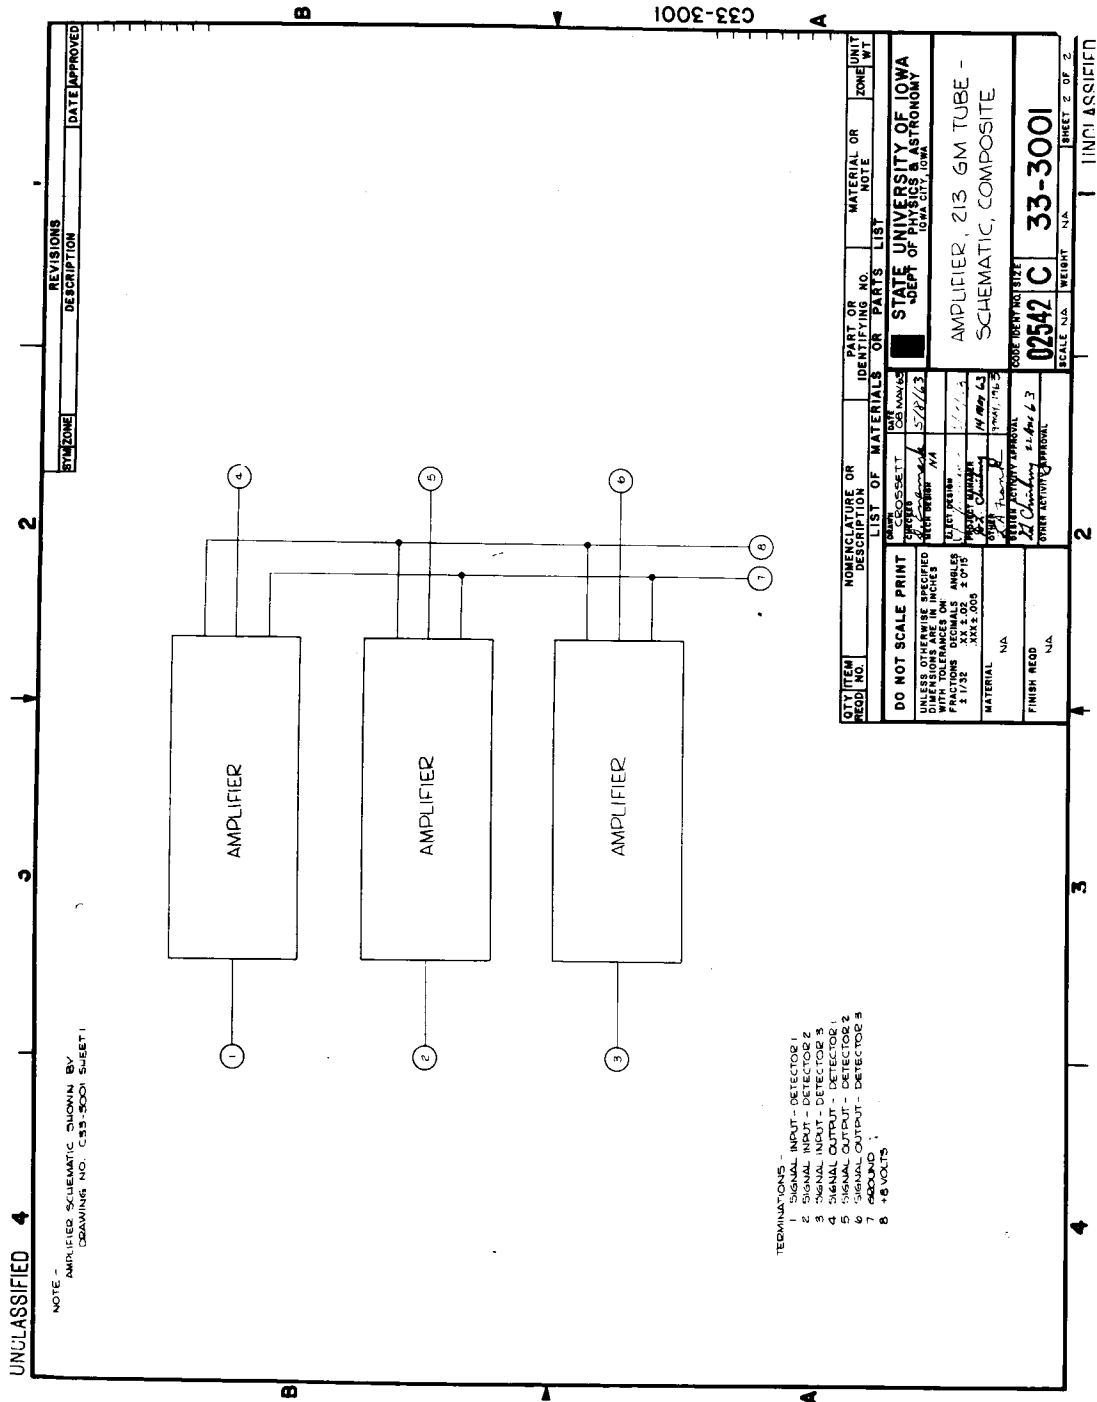 UNCLASSIFIED
4
3
2
NOTE -
AMPLIFIER SCHEMATIC SHOWN BY
DRAWING NO. C33-3001 SHEET 1
REVISIONS
SYM ZONE DESCRIPTION DATE APPROVED
B
C33-3001
A
1 AMPLIFIER 4
2 AMPLIFIER 5
3 AMPLIFIER 6
7 8
TERMINATIONS -
1 SIGNAL INPUT - DETECTOR 1
2 SIGNAL INPUT - DETECTOR 2
3 SIGNAL INPUT - DETECTOR 3
4 SIGNAL OUTPUT - DETECTOR 1
5 SIGNAL OUTPUT - DETECTOR 2
6 SIGNAL OUTPUT - DETECTOR 3
7 GROUND
8 +8 VOLTS
QTY REQD ITEM NO. NOMENCLATURE OR DESCRIPTION PART OR IDENTIFYING NO. MATERIAL OR NOTE ZONE UNIT WT
LIST OF MATERIALS OR PARTS LIST
DO NOT SCALE PRINT
UNLESS OTHERWISE SPECIFIED
DIMENSIONS ARE IN INCHES
WITH TOLERANCES ON:
FRACTIONS DECIMALS ANGLES
± 1/32 .XX ±.02 ± 0°15'
.XXX ±.005
MATERIAL
NA
FINISH REQD
NA
DRAWN CROSSETT DATE 08 MAY 63
CHECKED 5/8/63
MECH DESIGN NA
ELECT DESIGN
PROJECT MANAGER 14 May 63
OTHER L A Frank 9 MAY, 1963
DESIGN ACTIVITY APPROVAL
OTHER ACTIVITY APPROVAL
STATE UNIVERSITY OF IOWA
DEPT OF PHYSICS & ASTRONOMY
IOWA CITY, IOWA
AMPLIFIER, 213 GM TUBE -
SCHEMATIC, COMPOSITE
CODE IDENT NO. SIZE
02542 C 33-3001
SCALE NA WEIGHT NA SHEET 2 OF 2
B
A
4
3
2
1
UNCLASSIFIED